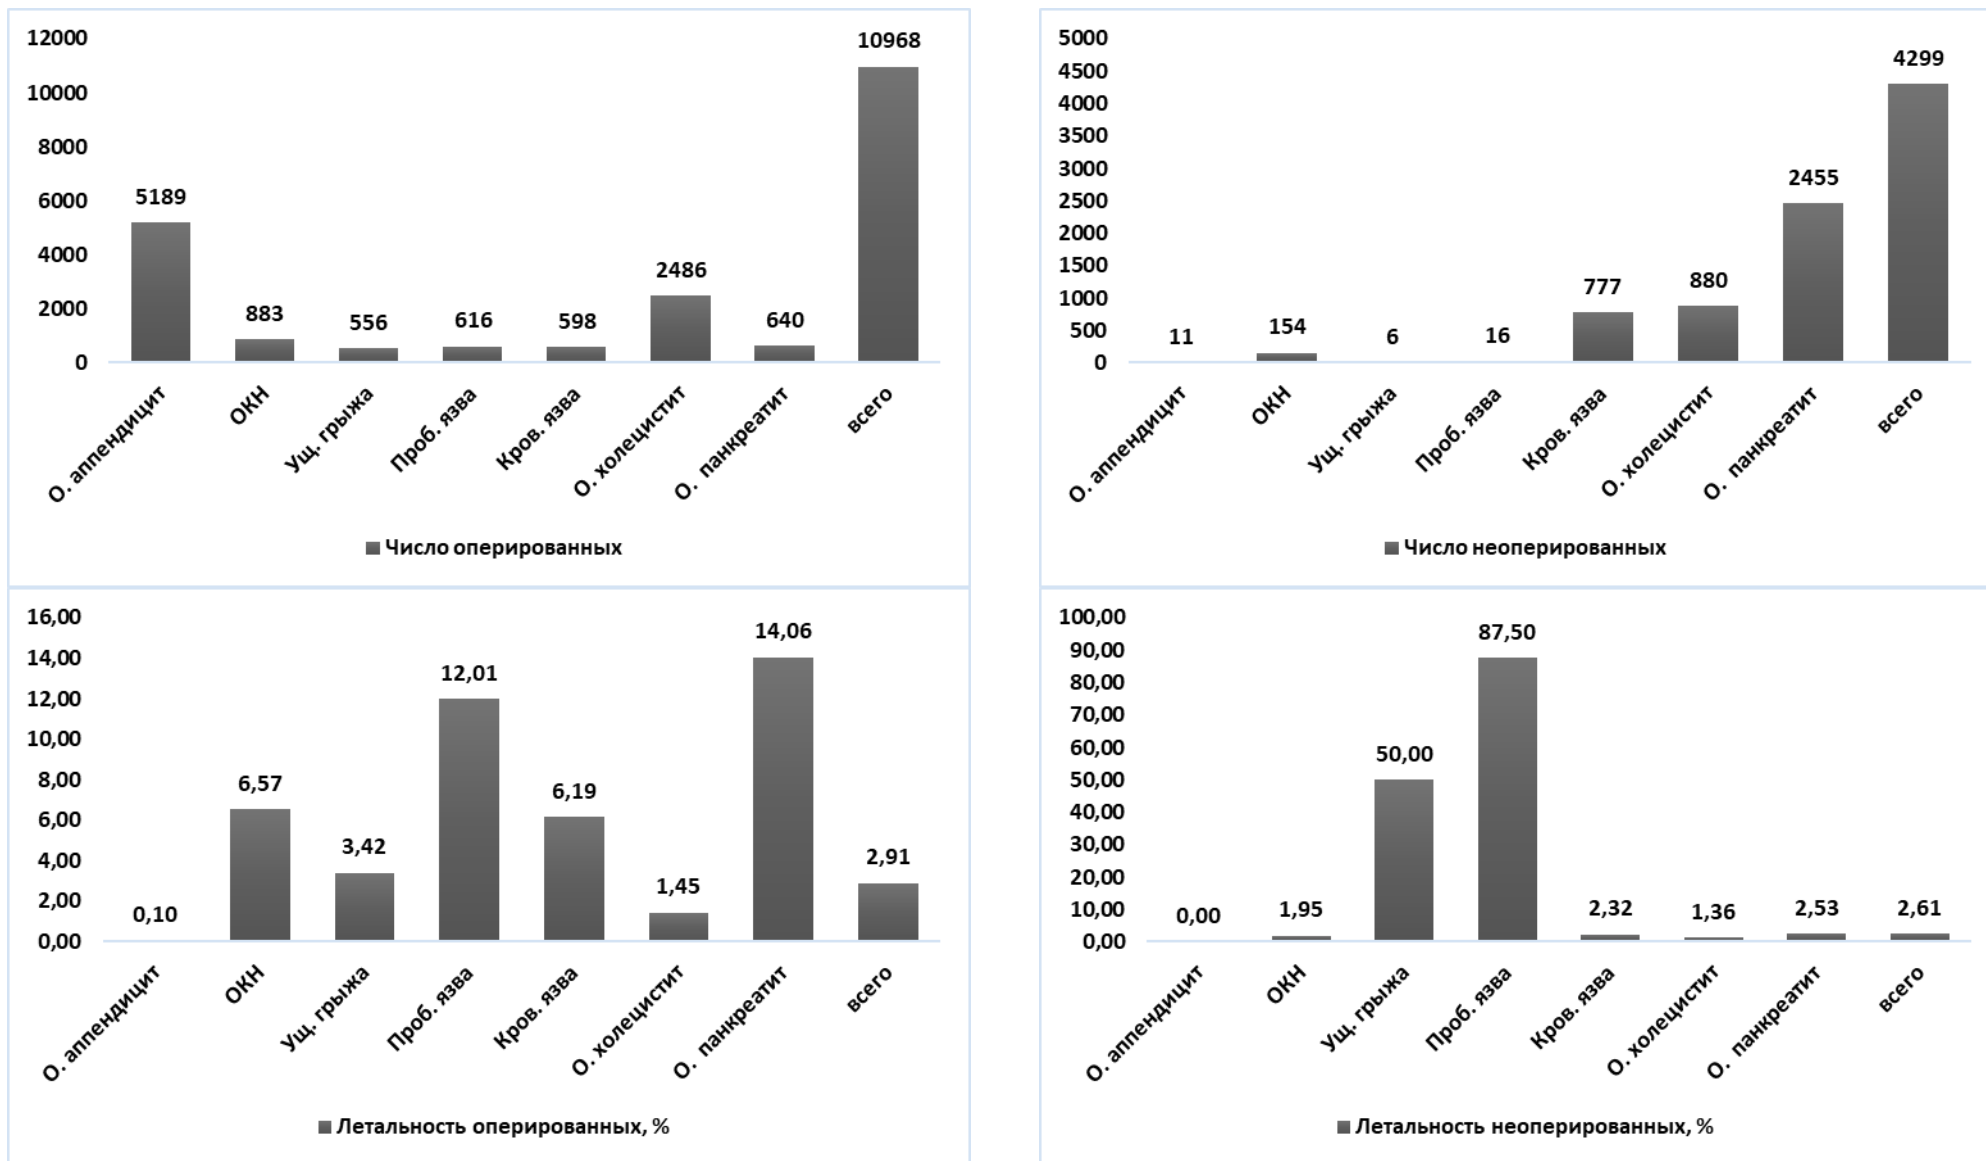 12000
10000
8000
6000
4000
2000
0
5189
883
556
616
598
2486
640
10968
О. аппендицит
ОКН
Ущ. грыжа
Проб. язва
Кров. язва
О. холецистит
О. панкреатит
всего
Число оперированных
5000
4500
4000
3500
3000
2500
2000
1500
1000
500
0
11
154
6
16
777
880
2455
4299
О. аппендицит
ОКН
Ущ. грыжа
Проб. язва
Кров. язва
О. холецистит
О. панкреатит
всего
Число неоперированных
16,00
14,00
12,00
10,00
8,00
6,00
4,00
2,00
0,00
0,10
6,57
3,42
12,01
6,19
1,45
14,06
2,91
О. аппендицит
ОКН
Ущ. грыжа
Проб. язва
Кров. язва
О. холецистит
О. панкреатит
всего
Летальность оперированных, %
100,00
90,00
80,00
70,00
60,00
50,00
40,00
30,00
20,00
10,00
0,00
0,00
1,95
50,00
87,50
2,32
1,36
2,53
2,61
О. аппендицит
ОКН
Ущ. грыжа
Проб. язва
Кров. язва
О. холецистит
О. панкреатит
всего
Летальность неоперированных, %